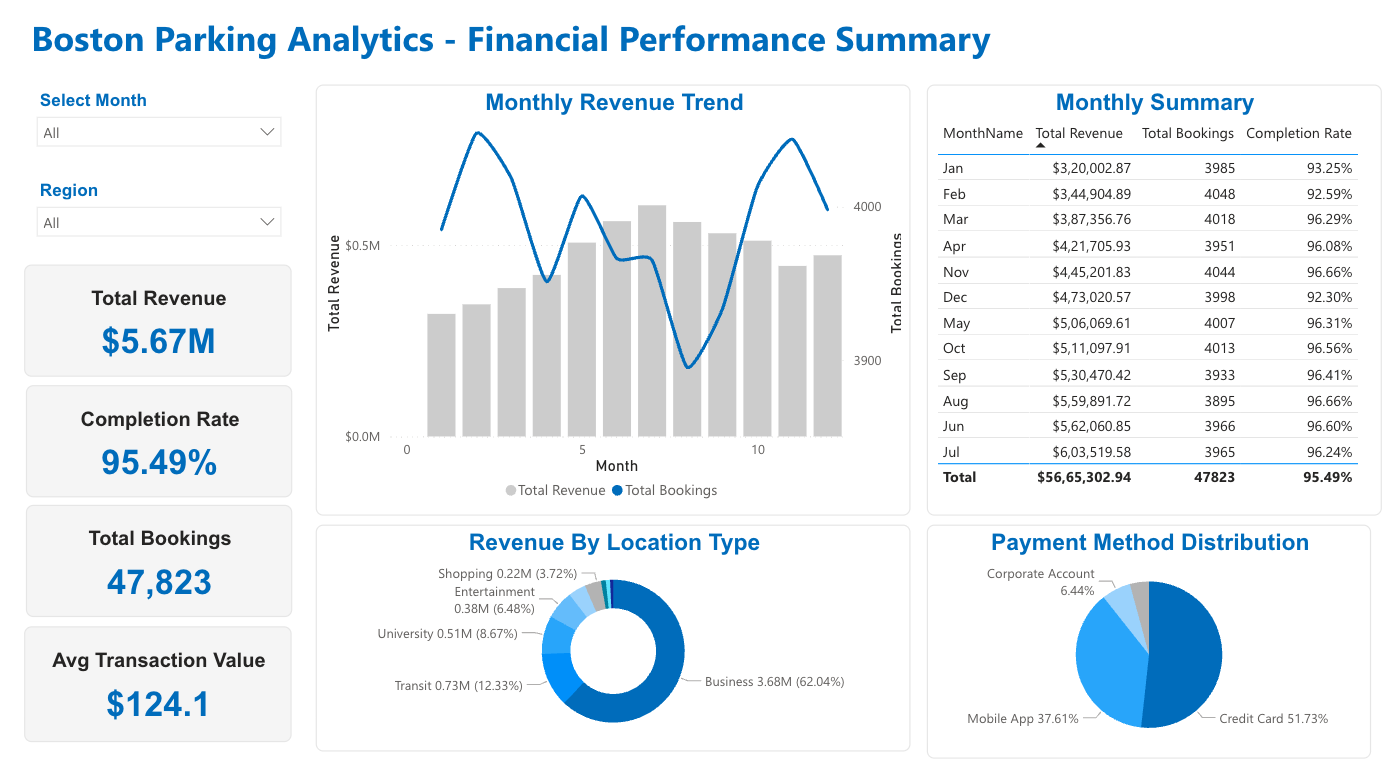 Boston Parking Analytics - Financial Performance Summary
Select Month
All
Region
All
Total Revenue
$5.67M
Completion Rate
95.49%
Total Bookings
47,823
Avg Transaction Value
$124.1
Monthly Revenue Trend
Total Revenue
$0.5M
$0.0M
4000
3900
Total Bookings
0 5 10
Month
Total Revenue Total Bookings
Monthly Summary
MonthName Total Revenue Total Bookings Completion Rate
Jan $3,20,002.87 3985 93.25%
Feb $3,44,904.89 4048 92.59%
Mar $3,87,356.76 4018 96.29%
Apr $4,21,705.93 3951 96.08%
Nov $4,45,201.83 4044 96.66%
Dec $4,73,020.57 3998 92.30%
May $5,06,069.61 4007 96.31%
Oct $5,11,097.91 4013 96.56%
Sep $5,30,470.42 3933 96.41%
Aug $5,59,891.72 3895 96.66%
Jun $5,62,060.85 3966 96.60%
Jul $6,03,519.58 3965 96.24%
Total $56,65,302.94 47823 95.49%
Revenue By Location Type
Shopping 0.22M (3.72%)
Entertainment
0.38M (6.48%)
University 0.51M (8.67%)
Transit 0.73M (12.33%)
Business 3.68M (62.04%)
Payment Method Distribution
Corporate Account
6.44%
Mobile App 37.61%
Credit Card 51.73%